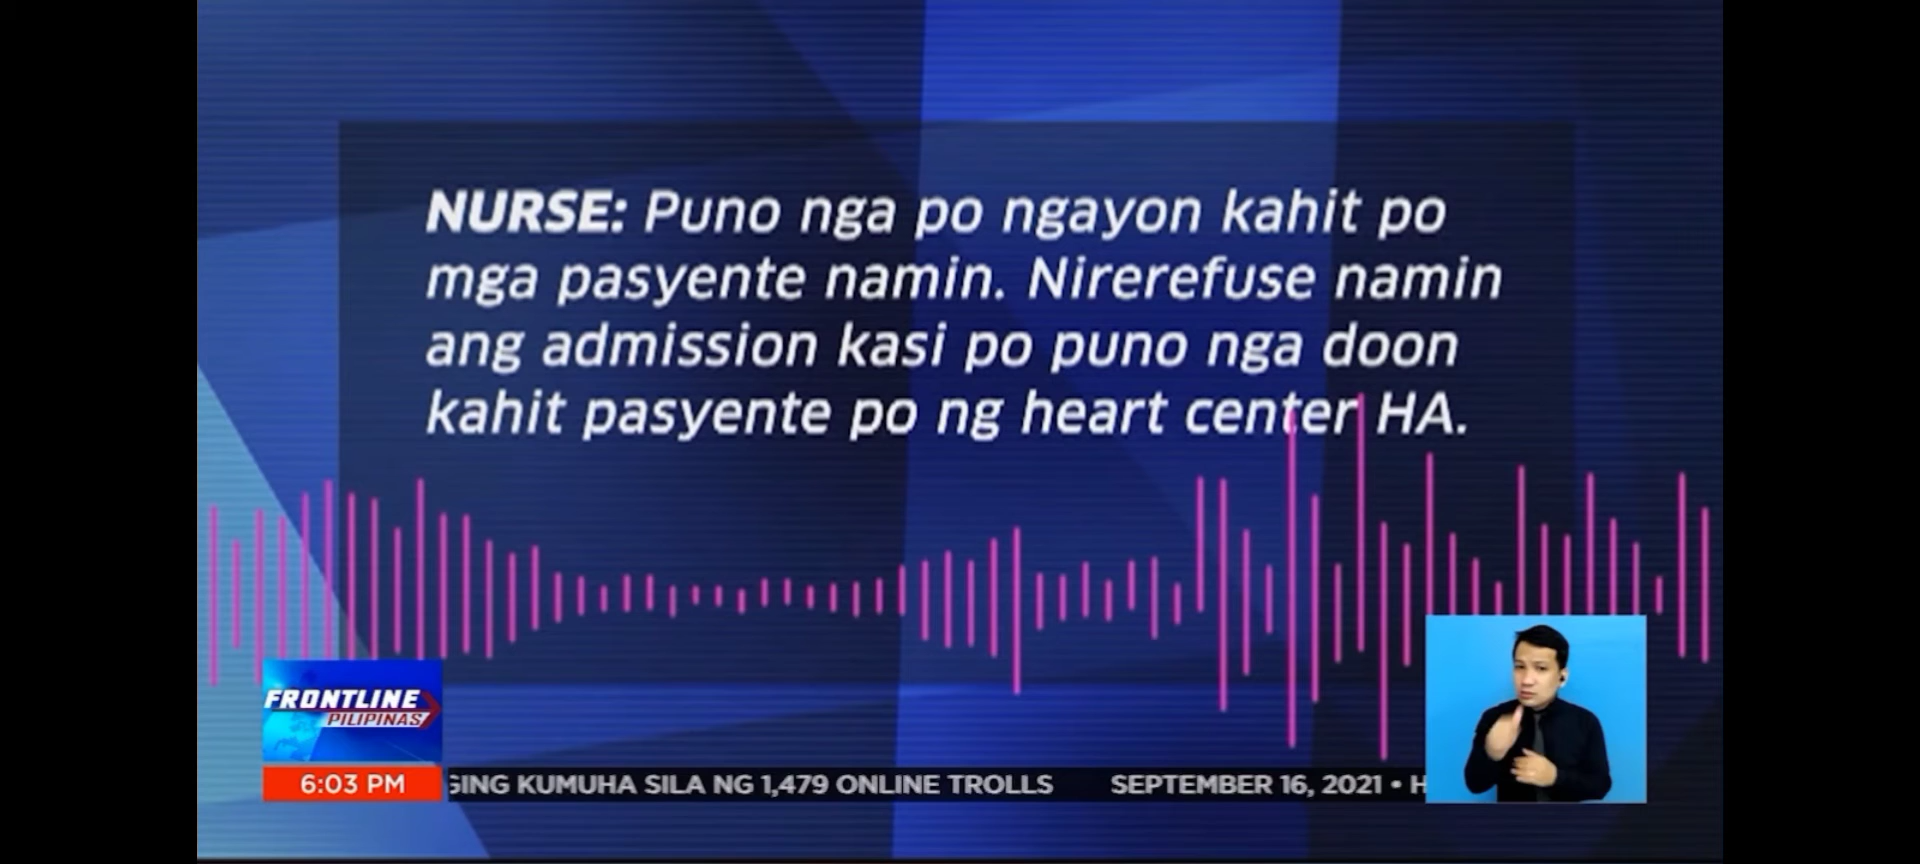 NURSE: Puno nga po ngayon kahit po
mga pasyente namin. Nirerefuse namin
ang admission kasi po puno nga doon
kahit pasyente po ng heart center HA.
FRONTLINE
PILIPINAS
6:03 PM
GING KUMUHA SILA NG 1,479 ONLINE TROLLS SEPTEMBER 16, 2021 • H